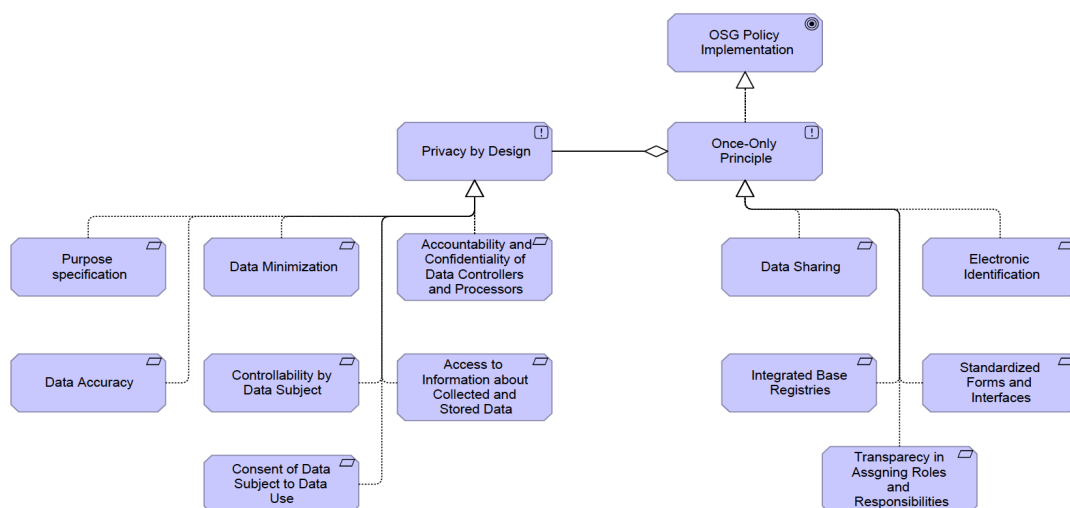 OSG Policy
Implementation
Privacy by Design
Once-Only
Principle
Purpose
specification
Data Minimization
Accountability and
Confidentiality of
Data Controllers
and Processors
Data Sharing
Electronic
Identification
Data Accuracy
Controllability by
Data Subject
Access to
Information about
Collected and
Stored Data
Integrated Base
Registries
Standardized
Forms and
Interfaces
Consent of Data
Subject to Data
Use
Transparecy in
Assgning Roles
and
Responsibilities